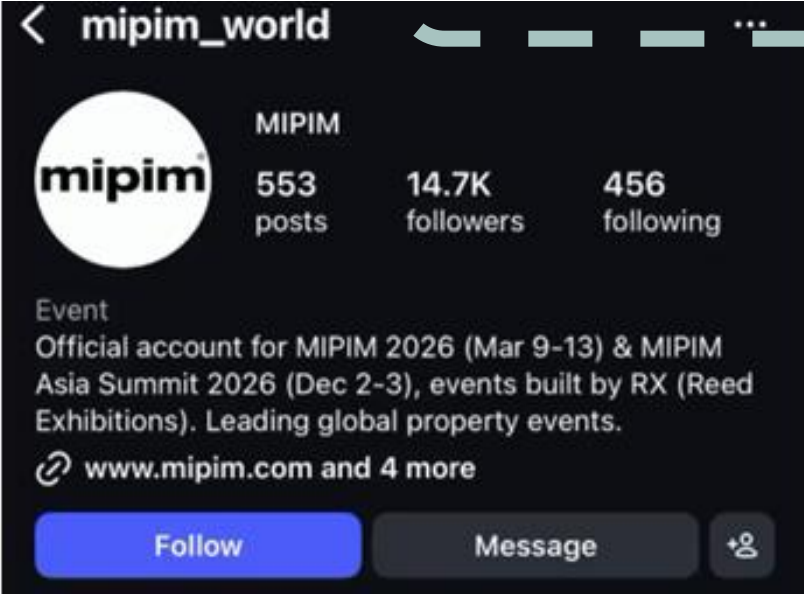 mipim_world
mipim
MIPIM
553 14.7K 456
posts followers following
Event
Official account for MIPIM 2026 (Mar 9-13) & MIPIM
Asia Summit 2026 (Dec 2-3), events built by RX (Reed
Exhibitions). Leading global property events.
www.mipim.com and 4 more
Follow Message